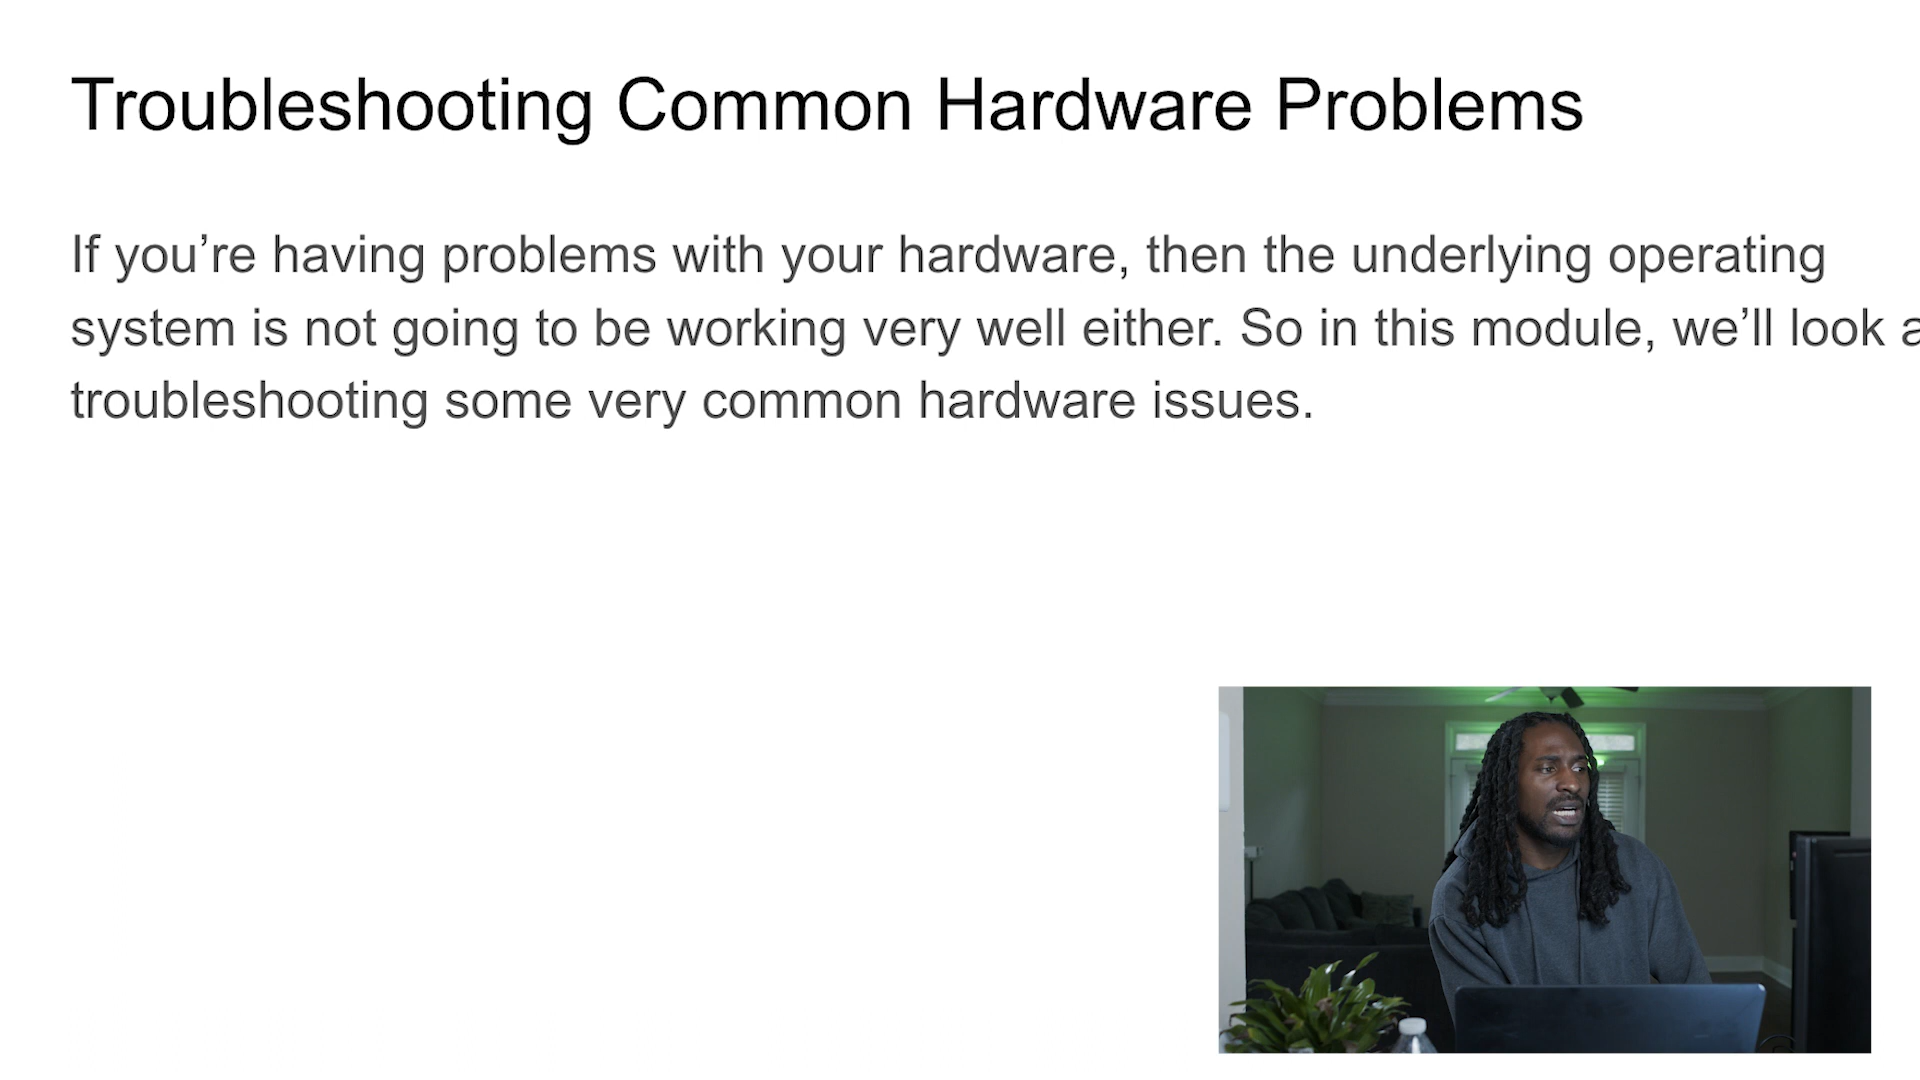 Troubleshooting Common Hardware Problems
If you’re having problems with your hardware, then the underlying operating
system is not going to be working very well either. So in this module, we’ll look
troubleshooting some very common hardware issues.